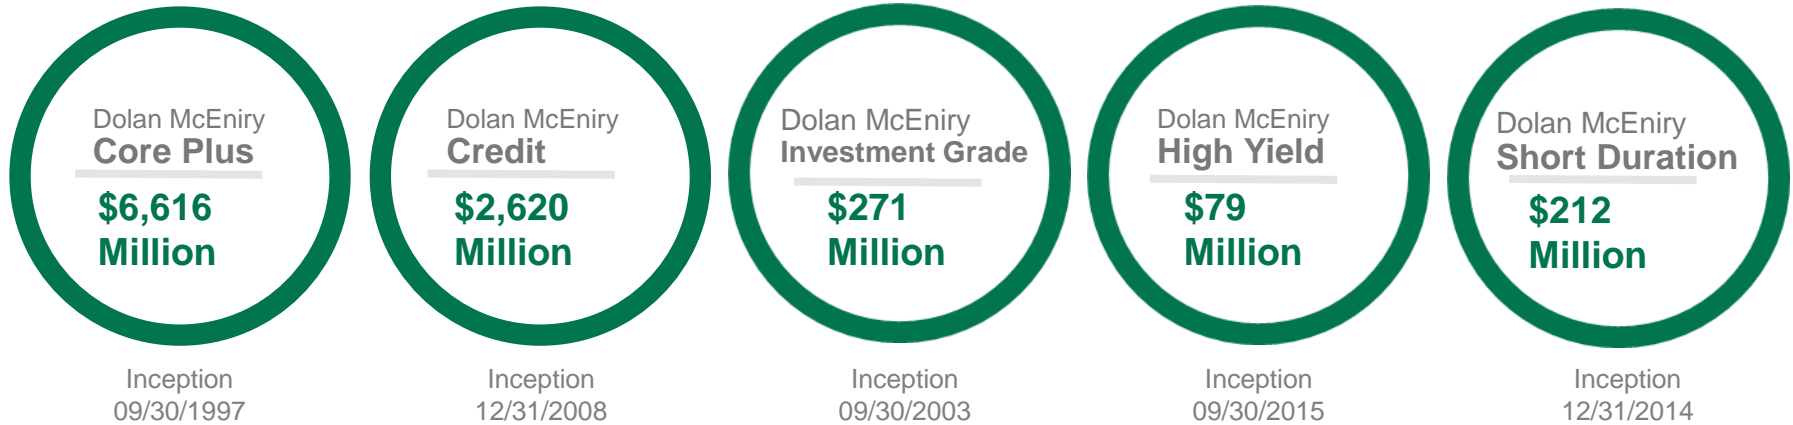 Dolan McEniry
Core Plus
$6,616
Million
Inception
09/30/1997
Dolan McEniry
Credit
$2,620
Million
Inception
12/31/2008
Dolan McEniry
Investment Grade
$271
Million
Inception
09/30/2003
Dolan McEniry
High Yield
$79
Million
Inception
09/30/2015
Dolan McEniry
Short Duration
$212
Million
Inception
12/31/2014